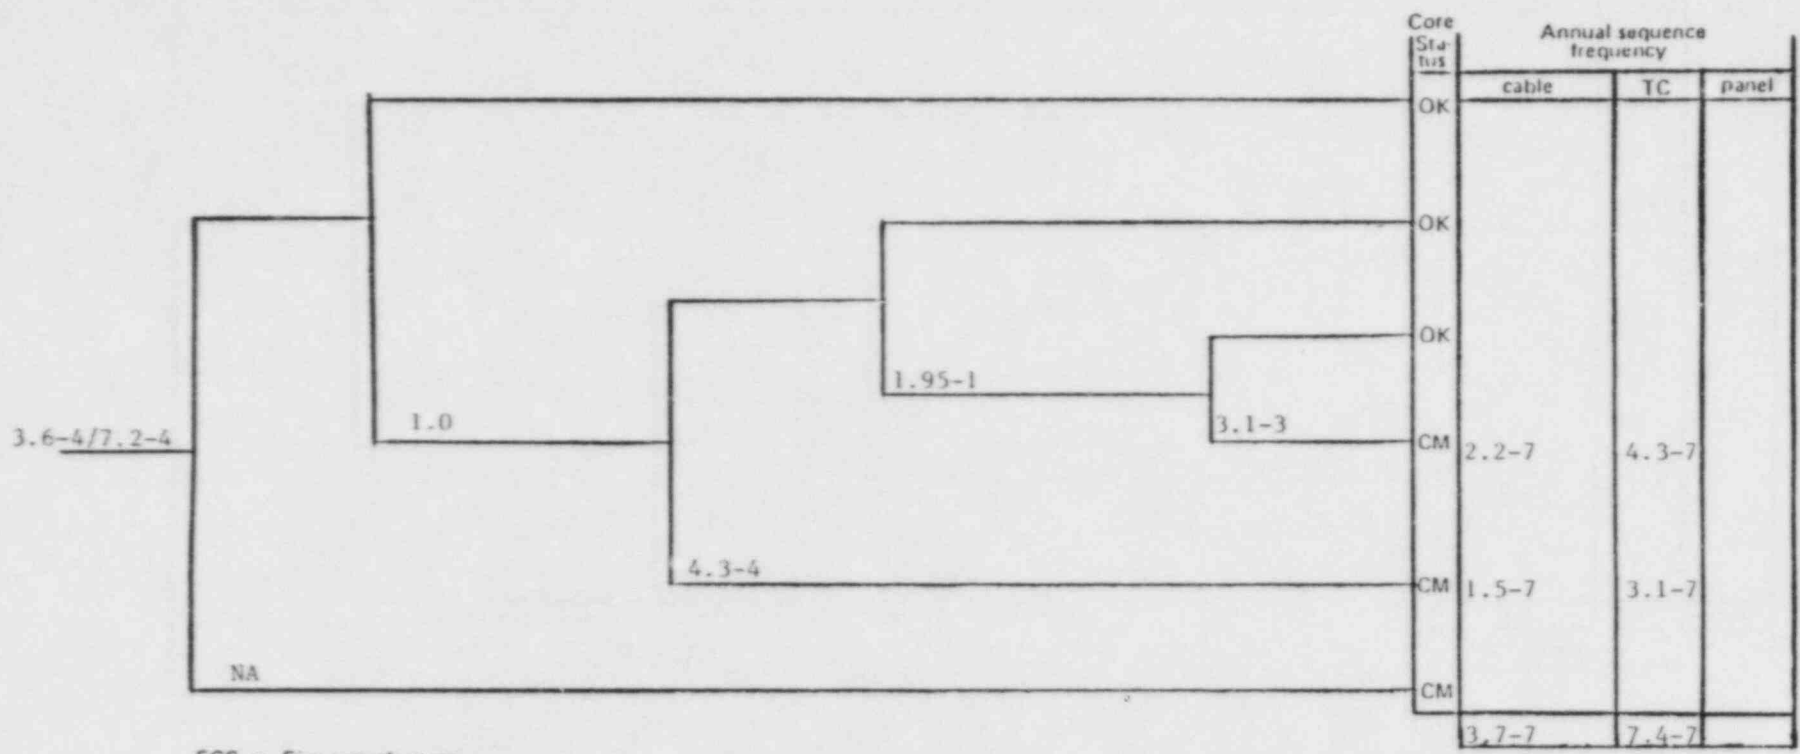 Core
Sta-
tus
Annual sequence
frequency
cable TC panel
OK
OK
OK
1.95-1
3.1-3
1.0
3.6-4/7.2-4
CM 2.2-7 4.3-7
4.3-4
CM 1.5-7 3.1-7
NA
CM
3.7-7 7.4-7